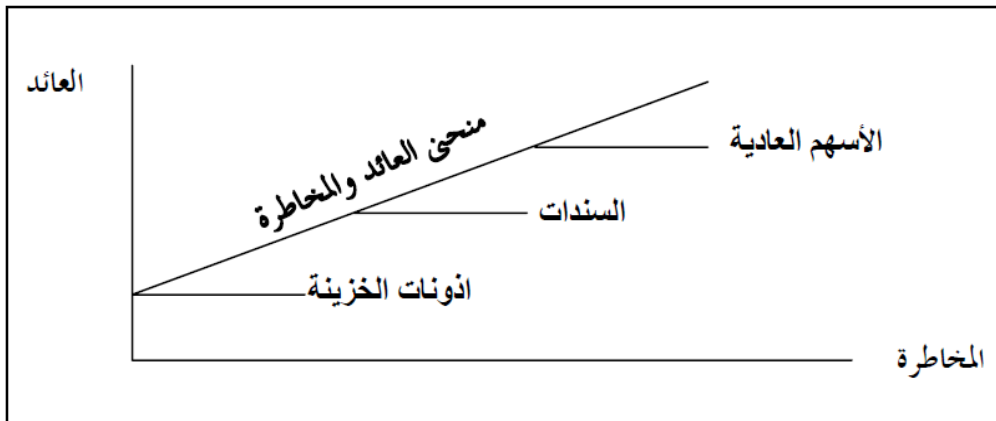 العائد
منحنى العائد والمخاطرة
الأسهم العادية
السندات
اذونات الخزينة
المخاطرة